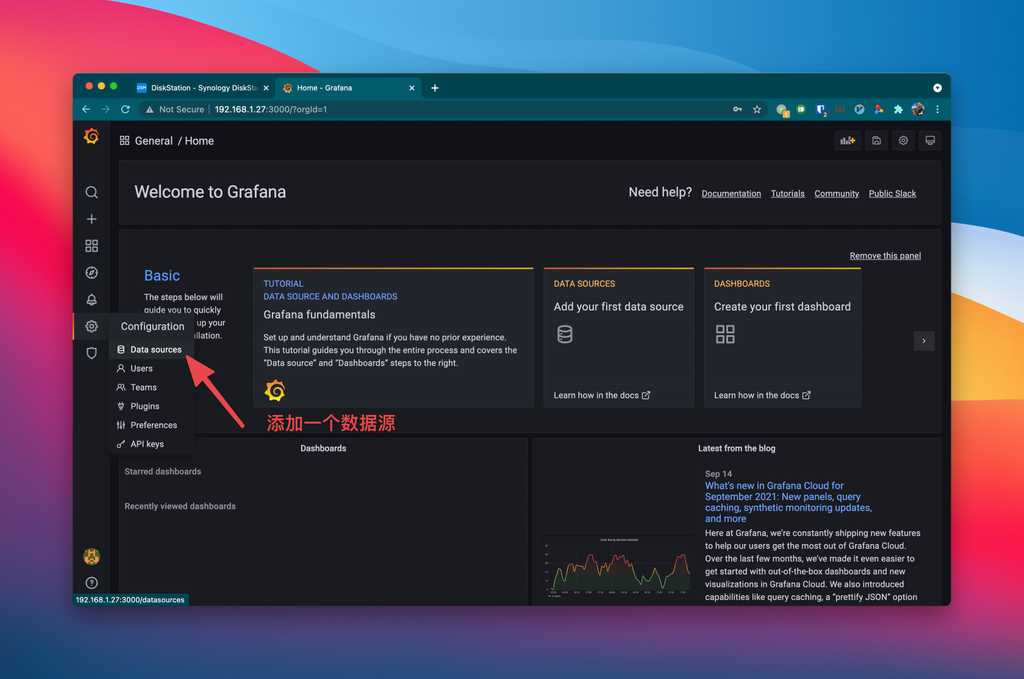 DiskStation - Synology DiskSta
Home - Grafana
Not Secure
192.168.1.27:3000/?orgId=1
General / Home
Welcome to Grafana
Need help?
Documentation
Tutorials
Community
Public Slack
Remove this panel
Basic
The steps below will
guide you to quickly
up your
llation.
TUTORIAL
DATA SOURCE AND DASHBOARDS
Grafana fundamentals
Set up and understand Grafana if you have no prior experience.
This tutorial guides you through the entire process and covers the
"Data source" and "Dashboards" steps to the right.
DATA SOURCES
Add your first data source
Learn how in the docs
DASHBOARDS
Create your first dashboard
Learn how in the docs
Configuration
Data sources
Users
Teams
Plugins
Preferences
API keys
添加一个数据源
Dashboards
Starred dashboards
Recently viewed dashboards
Latest from the blog
Sep 14
What's new in Grafana Cloud for
September 2021: New panels, query
caching, synthetic monitoring updates,
and more
Here at Grafana, we're constantly shipping new features
to help our users get the most out of Grafana Cloud.
Over the last few months, we've made it even easier to
get started with out-of-the-box dashboards and new
visualizations in Grafana Cloud. We also introduced
capabilities like query caching, a "prettify JSON" option
192.168.1.27:3000/datasources